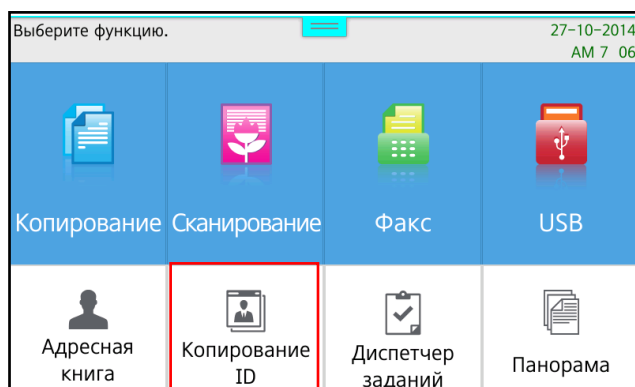 Выберите функцию.
27-10-2014
AM 7 06
Копирование
Сканирование
Факс
USB
Адресная
книга
Копирование
ID
Диспетчер
заданий
Панорама